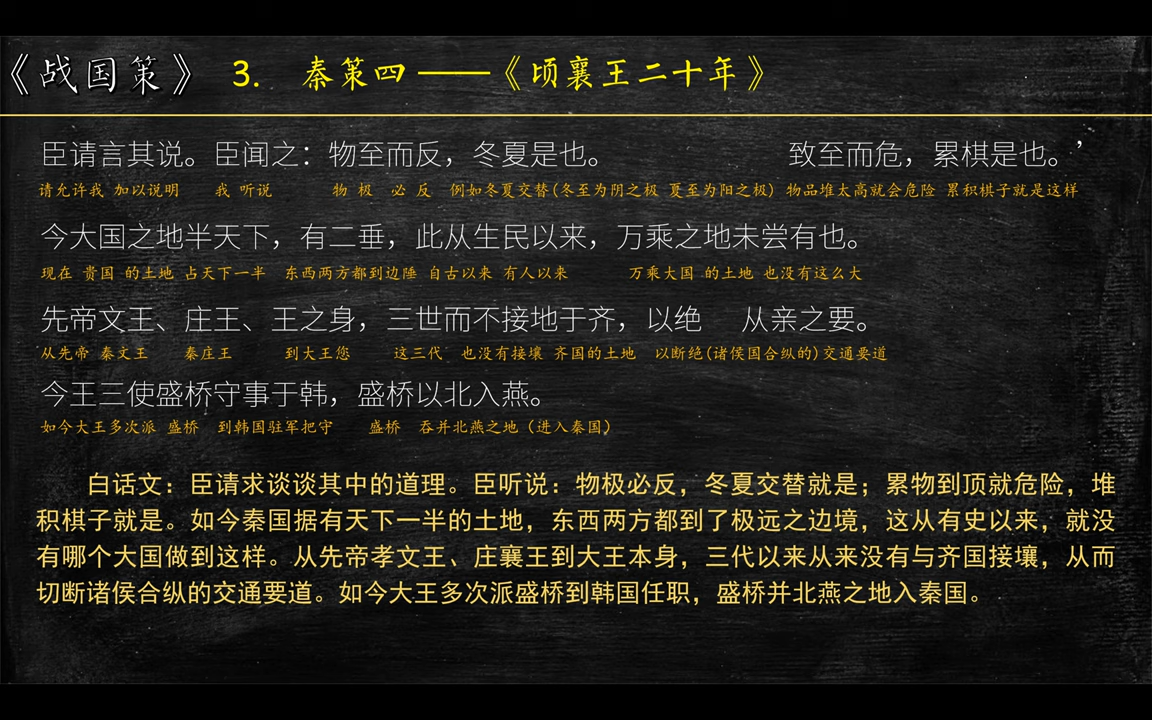 《战国策》 3. 秦策四 ——《顷襄王二十年》
臣请言其说。臣闻之：物至而反，冬夏是也。 致至而危，累棋是也。’
请允许我 加以说明 我 听说 物 极 必 反 例如冬夏交替(冬至为阴之极 夏至为阳之极) 物品堆太高就会危险 累积棋子就是这样
今大国之地半天下，有二垂，此从生民以来，万乘之地未尝有也。
现在 贵国 的土地 占天下一半 东西两方都到边陲 自古以来 有人以来 万乘大国 的土地 也没有这么大
先帝文王、庄王、王之身，三世而不接地于齐，以绝 从亲之要。
从先帝 秦文王 秦庄王 到大王您 这三代 也没有接壤 齐国的土地 以断绝(诸侯国合纵的)交通要道
今王三使盛桥守事于韩，盛桥以北入燕。
如今大王多次派 盛桥 到韩国驻军把守 盛桥 吞并北燕之地（进入秦国）
白话文：臣请求谈谈其中的道理。臣听说：物极必反，冬夏交替就是；累物到顶就危险，堆
积棋子就是。如今秦国据有天下一半的土地，东西两方都到了极远之边境，这从有史以来，就没
有哪个大国做到这样。从先帝孝文王、庄襄王到大王本身，三代以来从来没有与齐国接壤，从而
切断诸侯合纵的交通要道。如今大王多次派盛桥到韩国任职，盛桥并北燕之地入秦国。